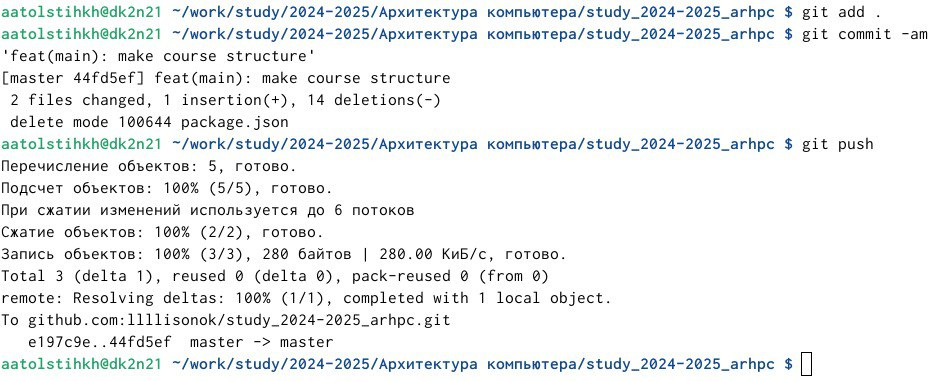 aatolstihkh@dk2n21 ~/work/study/2024-2025/Архитектура компьютера/study_2024-2025_arhpc $ git add .
aatolstihkh@dk2n21 ~/work/study/2024-2025/Архитектура компьютера/study_2024-2025_arhpc $ git commit -am
'feat(main): make course structure'
[master 44fd5ef] feat(main): make course structure
 2 files changed, 1 insertion(+), 14 deletions(-)
 delete mode 100644 package.json
aatolstihkh@dk2n21 ~/work/study/2024-2025/Архитектура компьютера/study_2024-2025_arhpc $ git push
Перечисление объектов: 5, готово.
Подсчет объектов: 100% (5/5), готово.
При сжатии изменений используется до 6 потоков
Сжатие объектов: 100% (2/2), готово.
Запись объектов: 100% (3/3), 280 байтов | 280.00 КиБ/с, готово.
Total 3 (delta 1), reused 0 (delta 0), pack-reused 0 (from 0)
remote: Resolving deltas: 100% (1/1), completed with 1 local object.
To github.com:llllisonok/study_2024-2025_arhpc.git
   e197c9e..44fd5ef  master -> master
aatolstihkh@dk2n21 ~/work/study/2024-2025/Архитектура компьютера/study_2024-2025_arhpc $